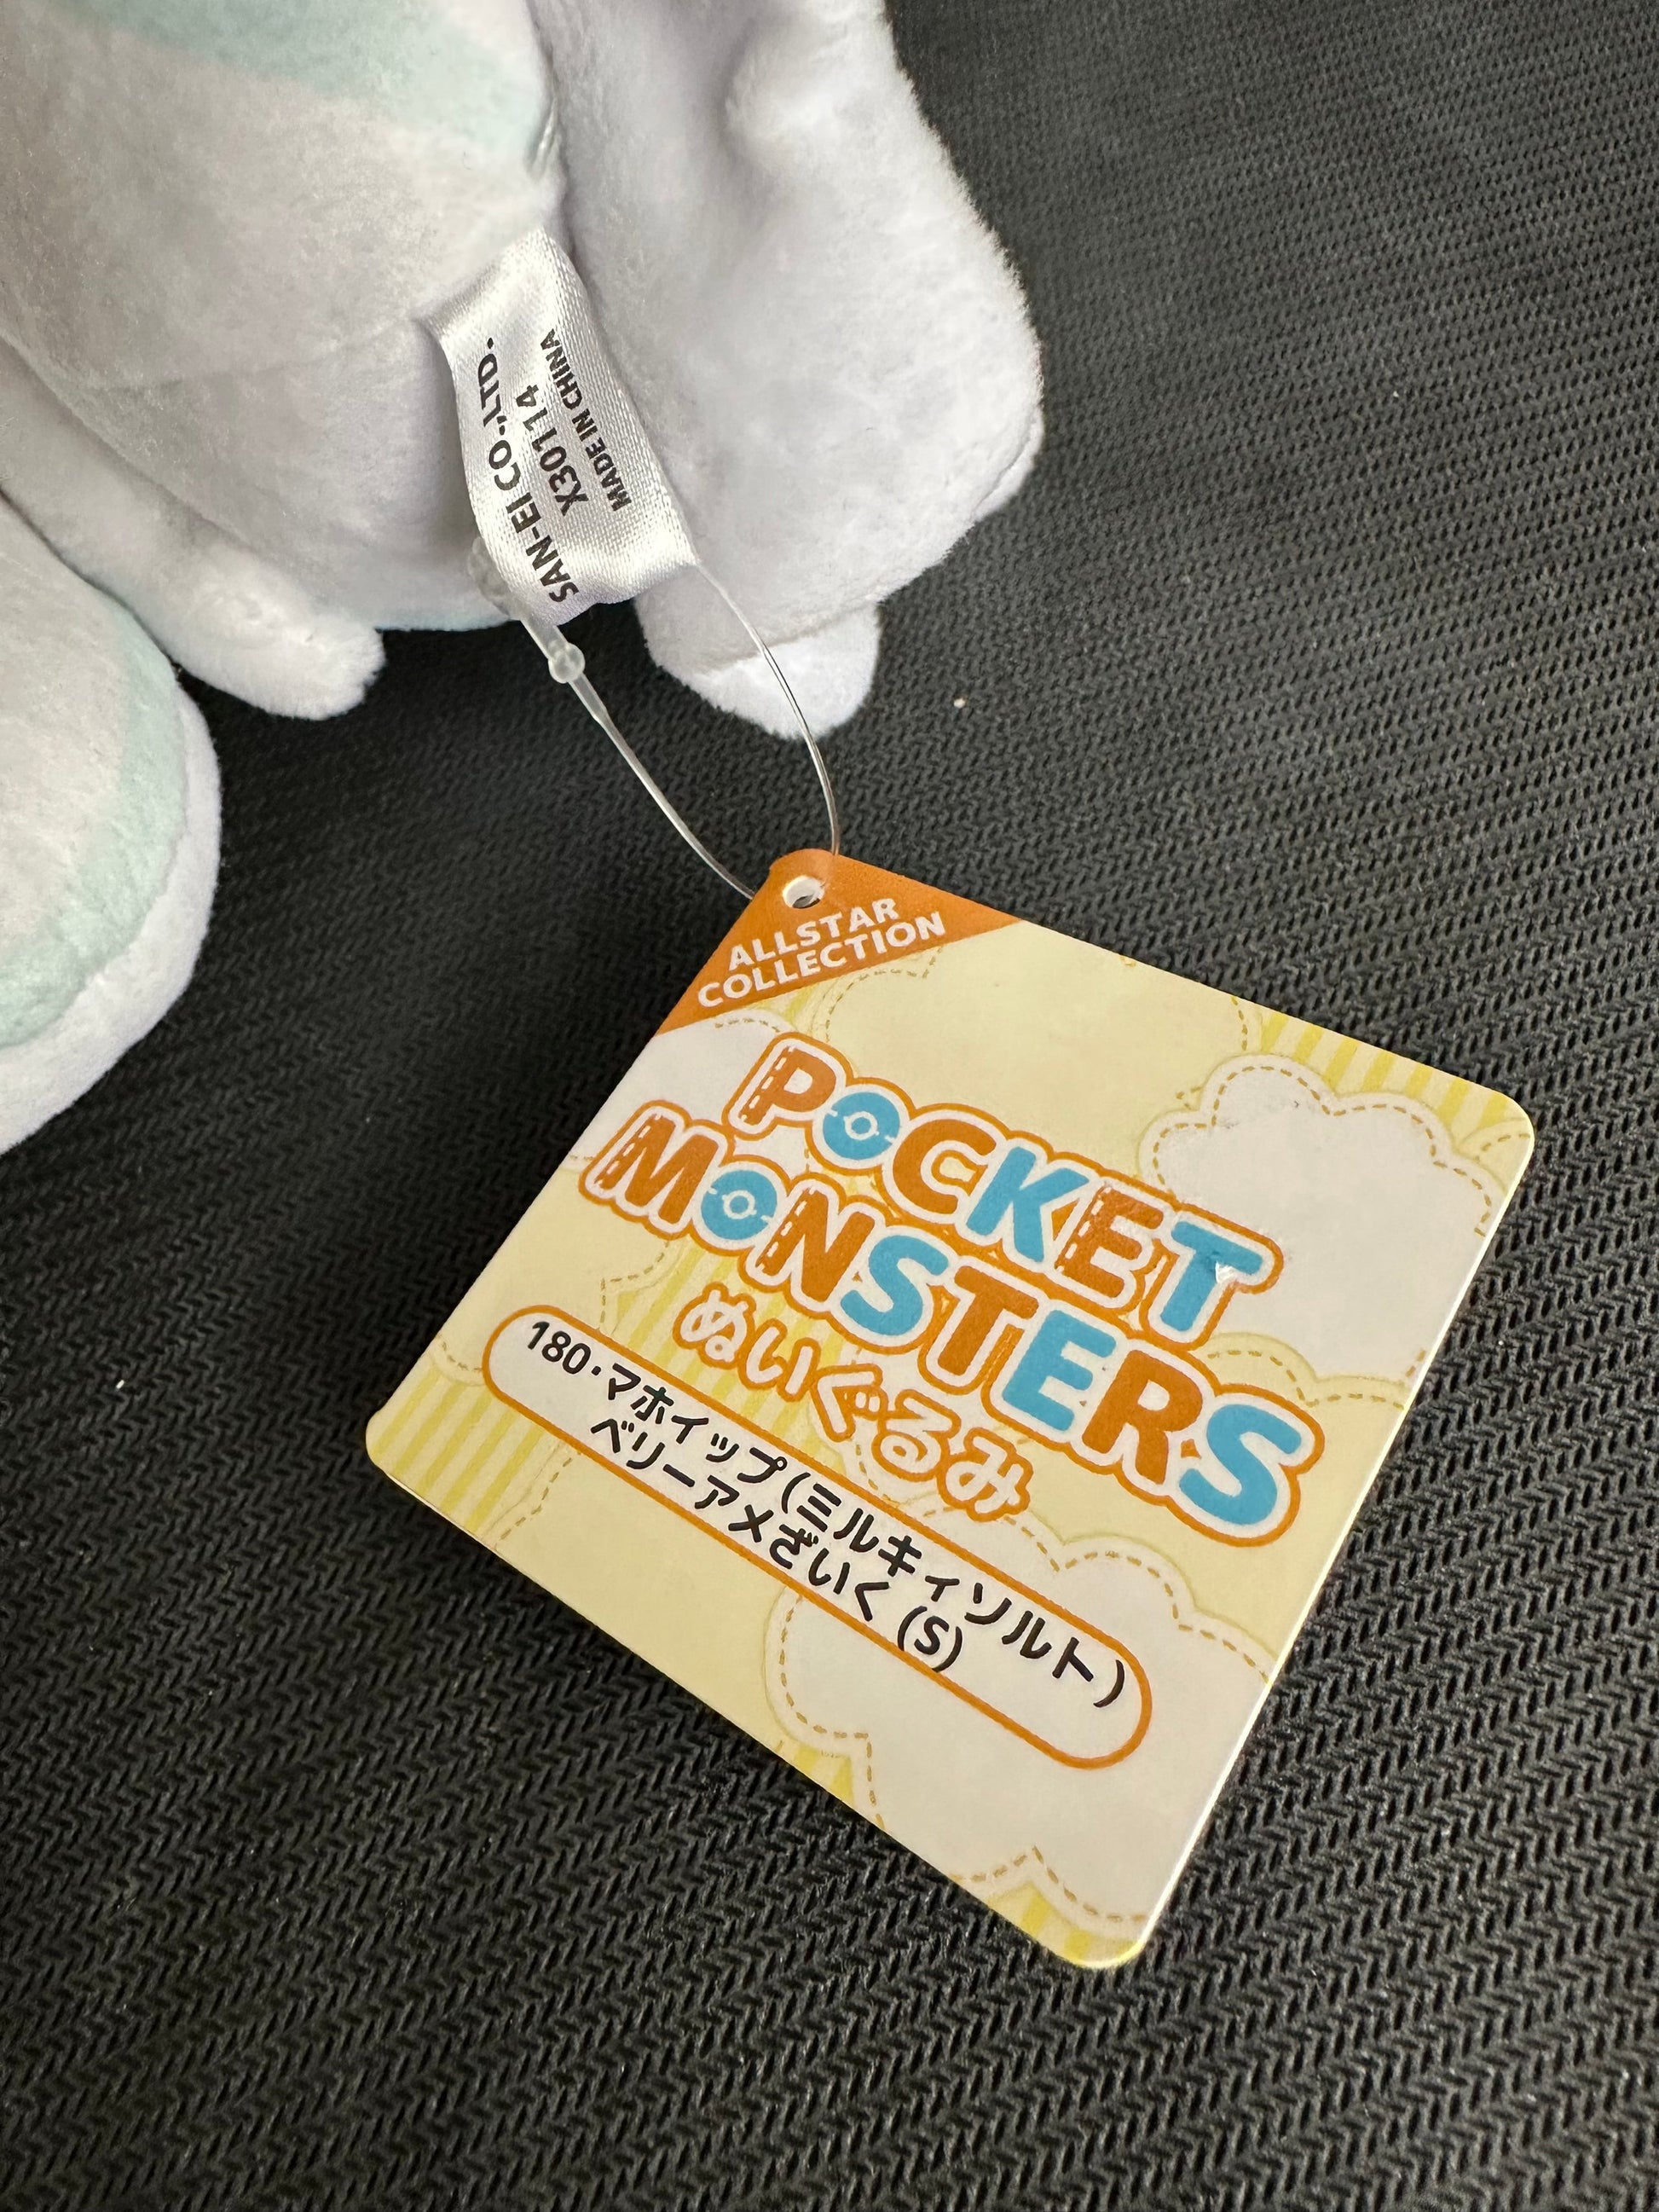 SAN-EI CO.,LTD.
X301114
MADE IN CHINA
ALLSTAR
COLLECTION
POCKET
MONSTERS
ぬいぐるみ
180・マホイップ(ミルキィソルト)
ベリーアメざいく(S)